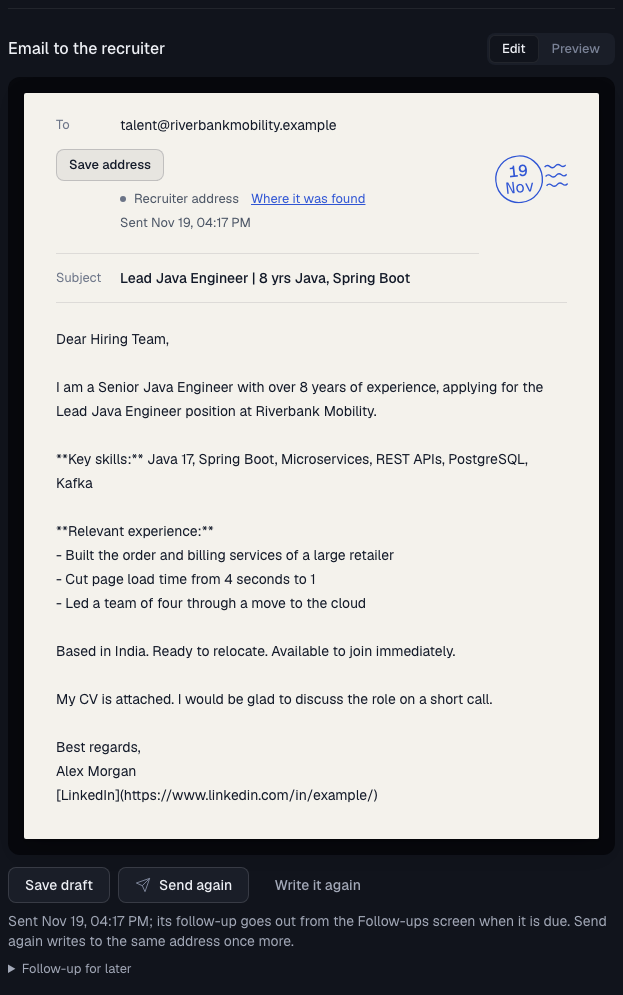 Email to the recruiter
Edit
Preview
To
talent@riverbankmobility.example
Save address
19
Nov
Recruiter address
Where it was found
Sent Nov 19, 04:17 PM
Subject
Lead Java Engineer | 8 yrs Java, Spring Boot
Dear Hiring Team,
I am a Senior Java Engineer with over 8 years of experience, applying for the
Lead Java Engineer position at Riverbank Mobility.
**Key skills:** Java 17, Spring Boot, Microservices, REST APIs, PostgreSQL,
Kafka
**Relevant experience:**
- Built the order and billing services of a large retailer
- Cut page load time from 4 seconds to 1
- Led a team of four through a move to the cloud
Based in India. Ready to relocate. Available to join immediately.
My CV is attached. I would be glad to discuss the role on a short call.
Best regards,
Alex Morgan
[LinkedIn](https://www.linkedin.com/in/example/)
Save draft
Send again
Write it again
Sent Nov 19, 04:17 PM; its follow-up goes out from the Follow-ups screen when it is due. Send
again writes to the same address once more.
Follow-up for later